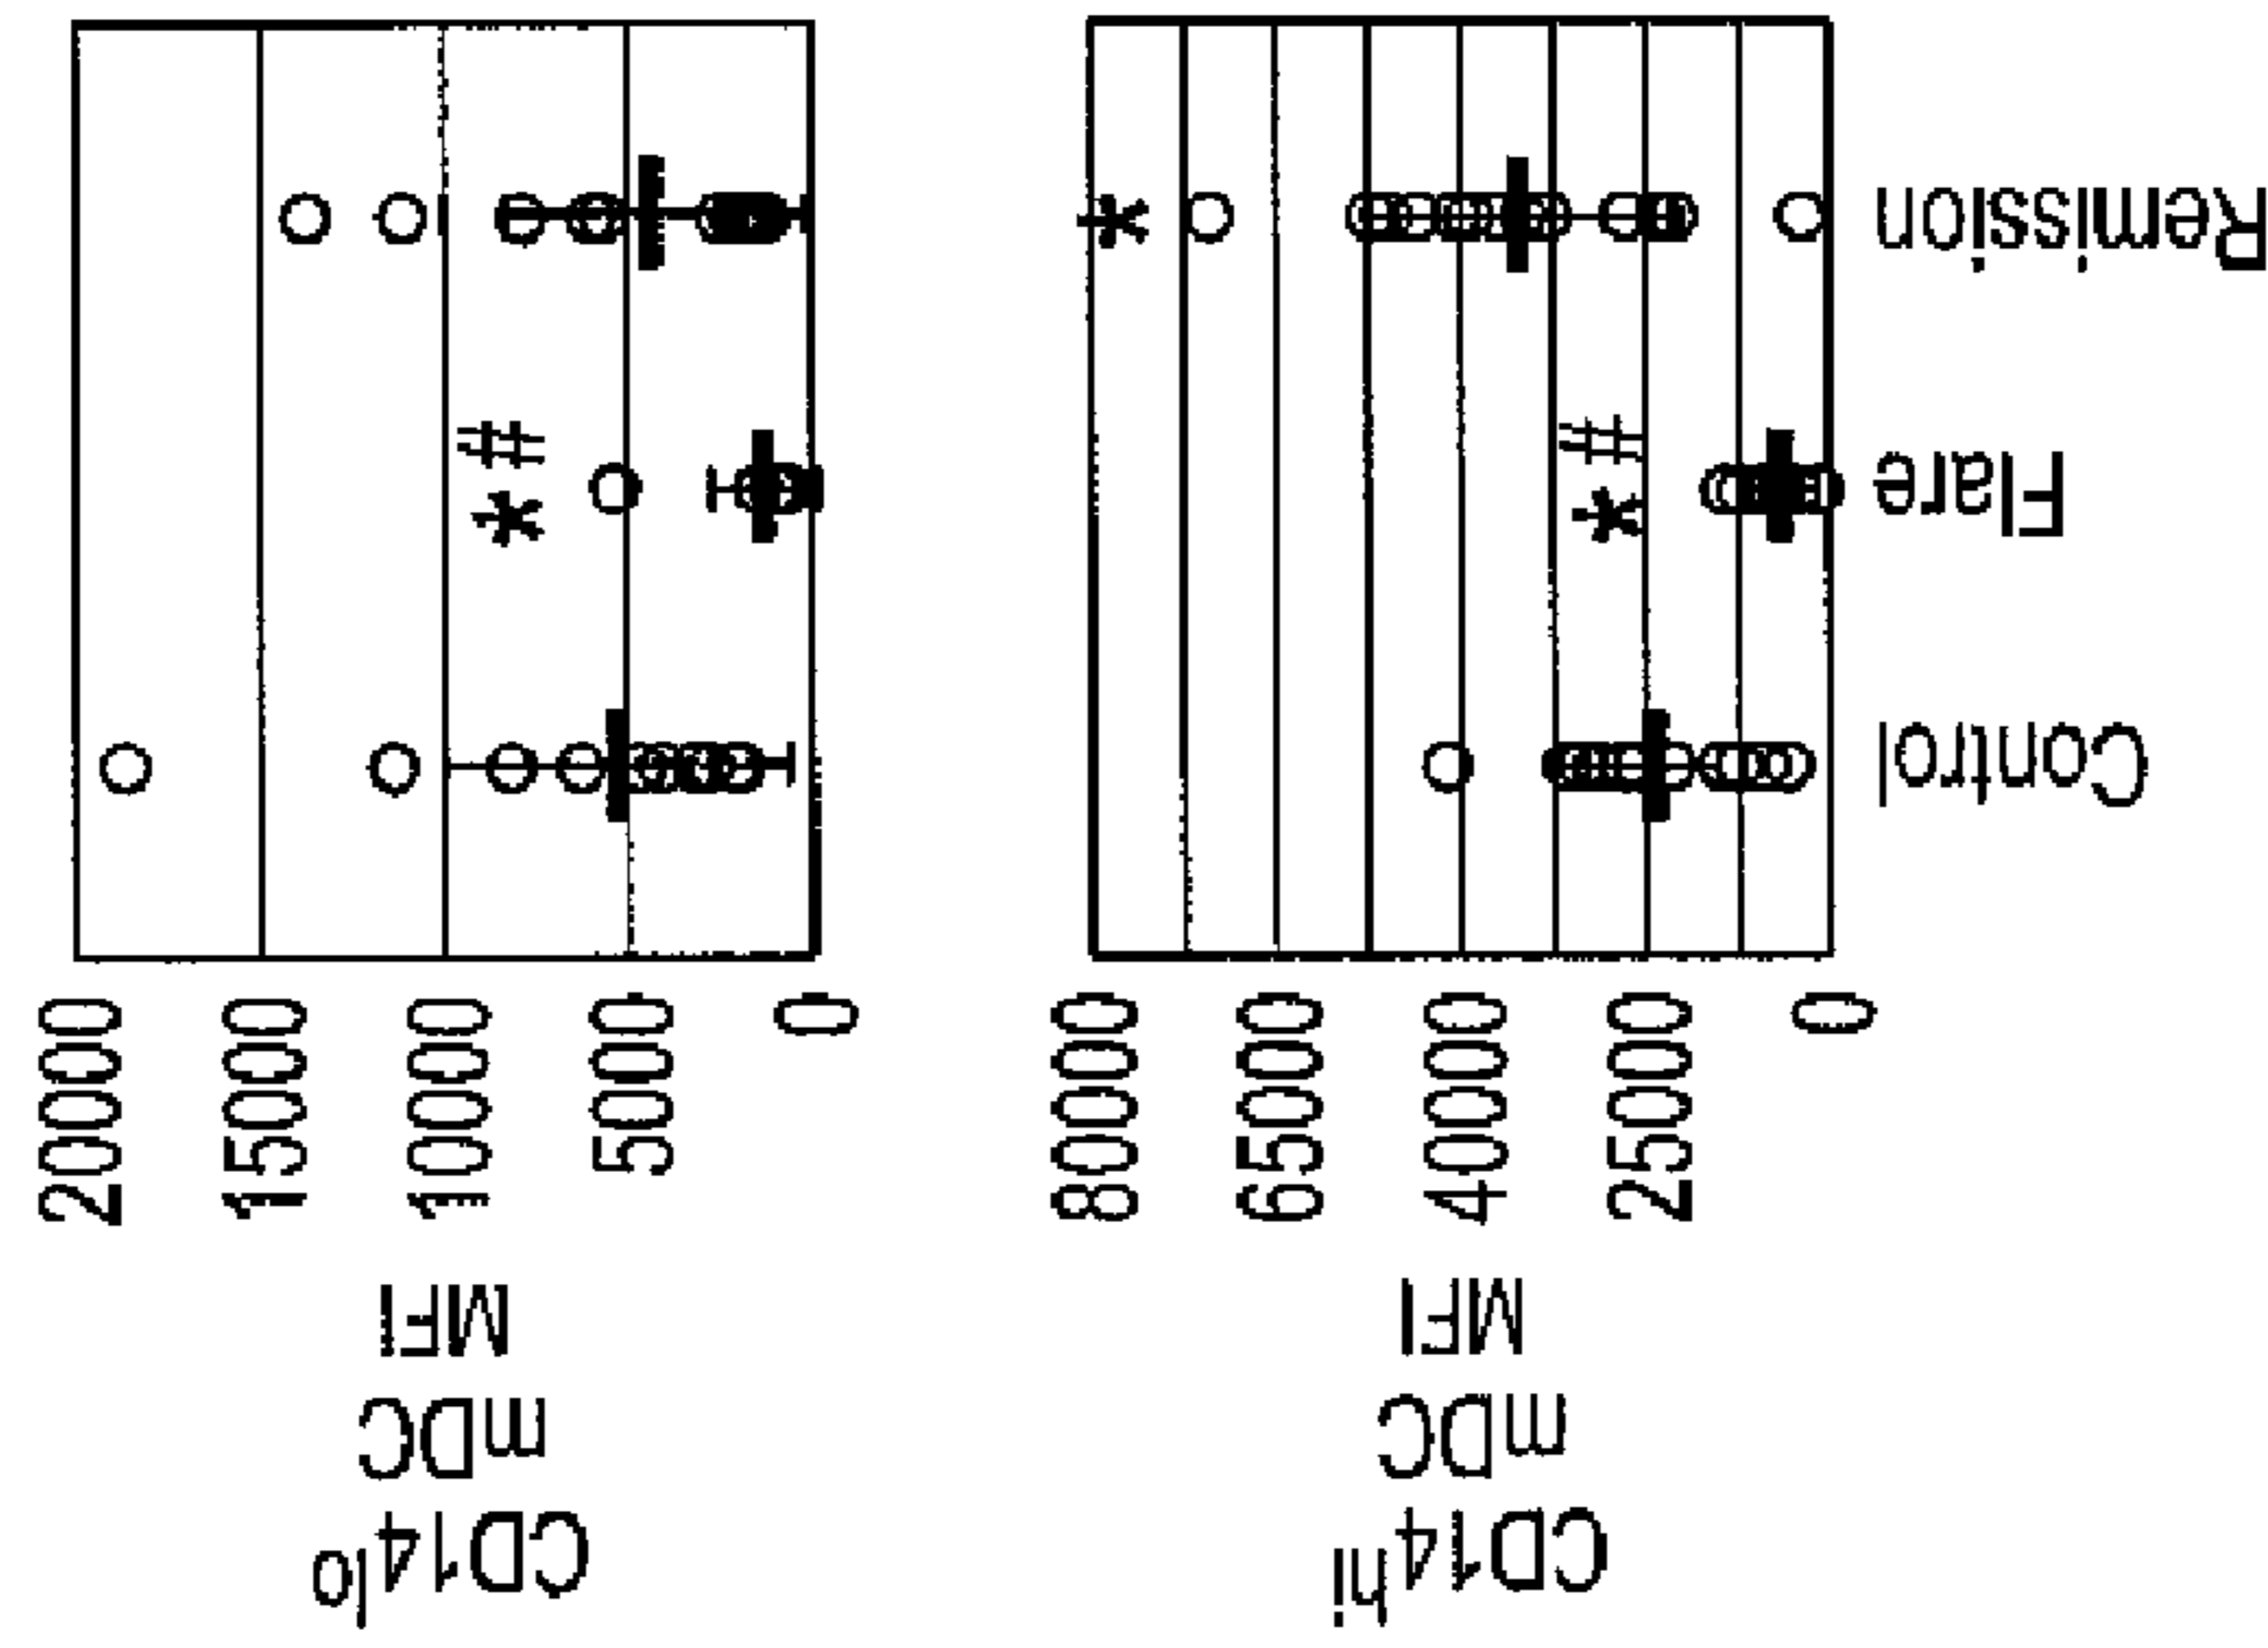 CD14lo
mDC
MFi
20000
15000
10000
5000
0
* #
CD14hi
mDC
MFI
80000
65000
40000
25000
0
* #
*
Control
Flare
Remission